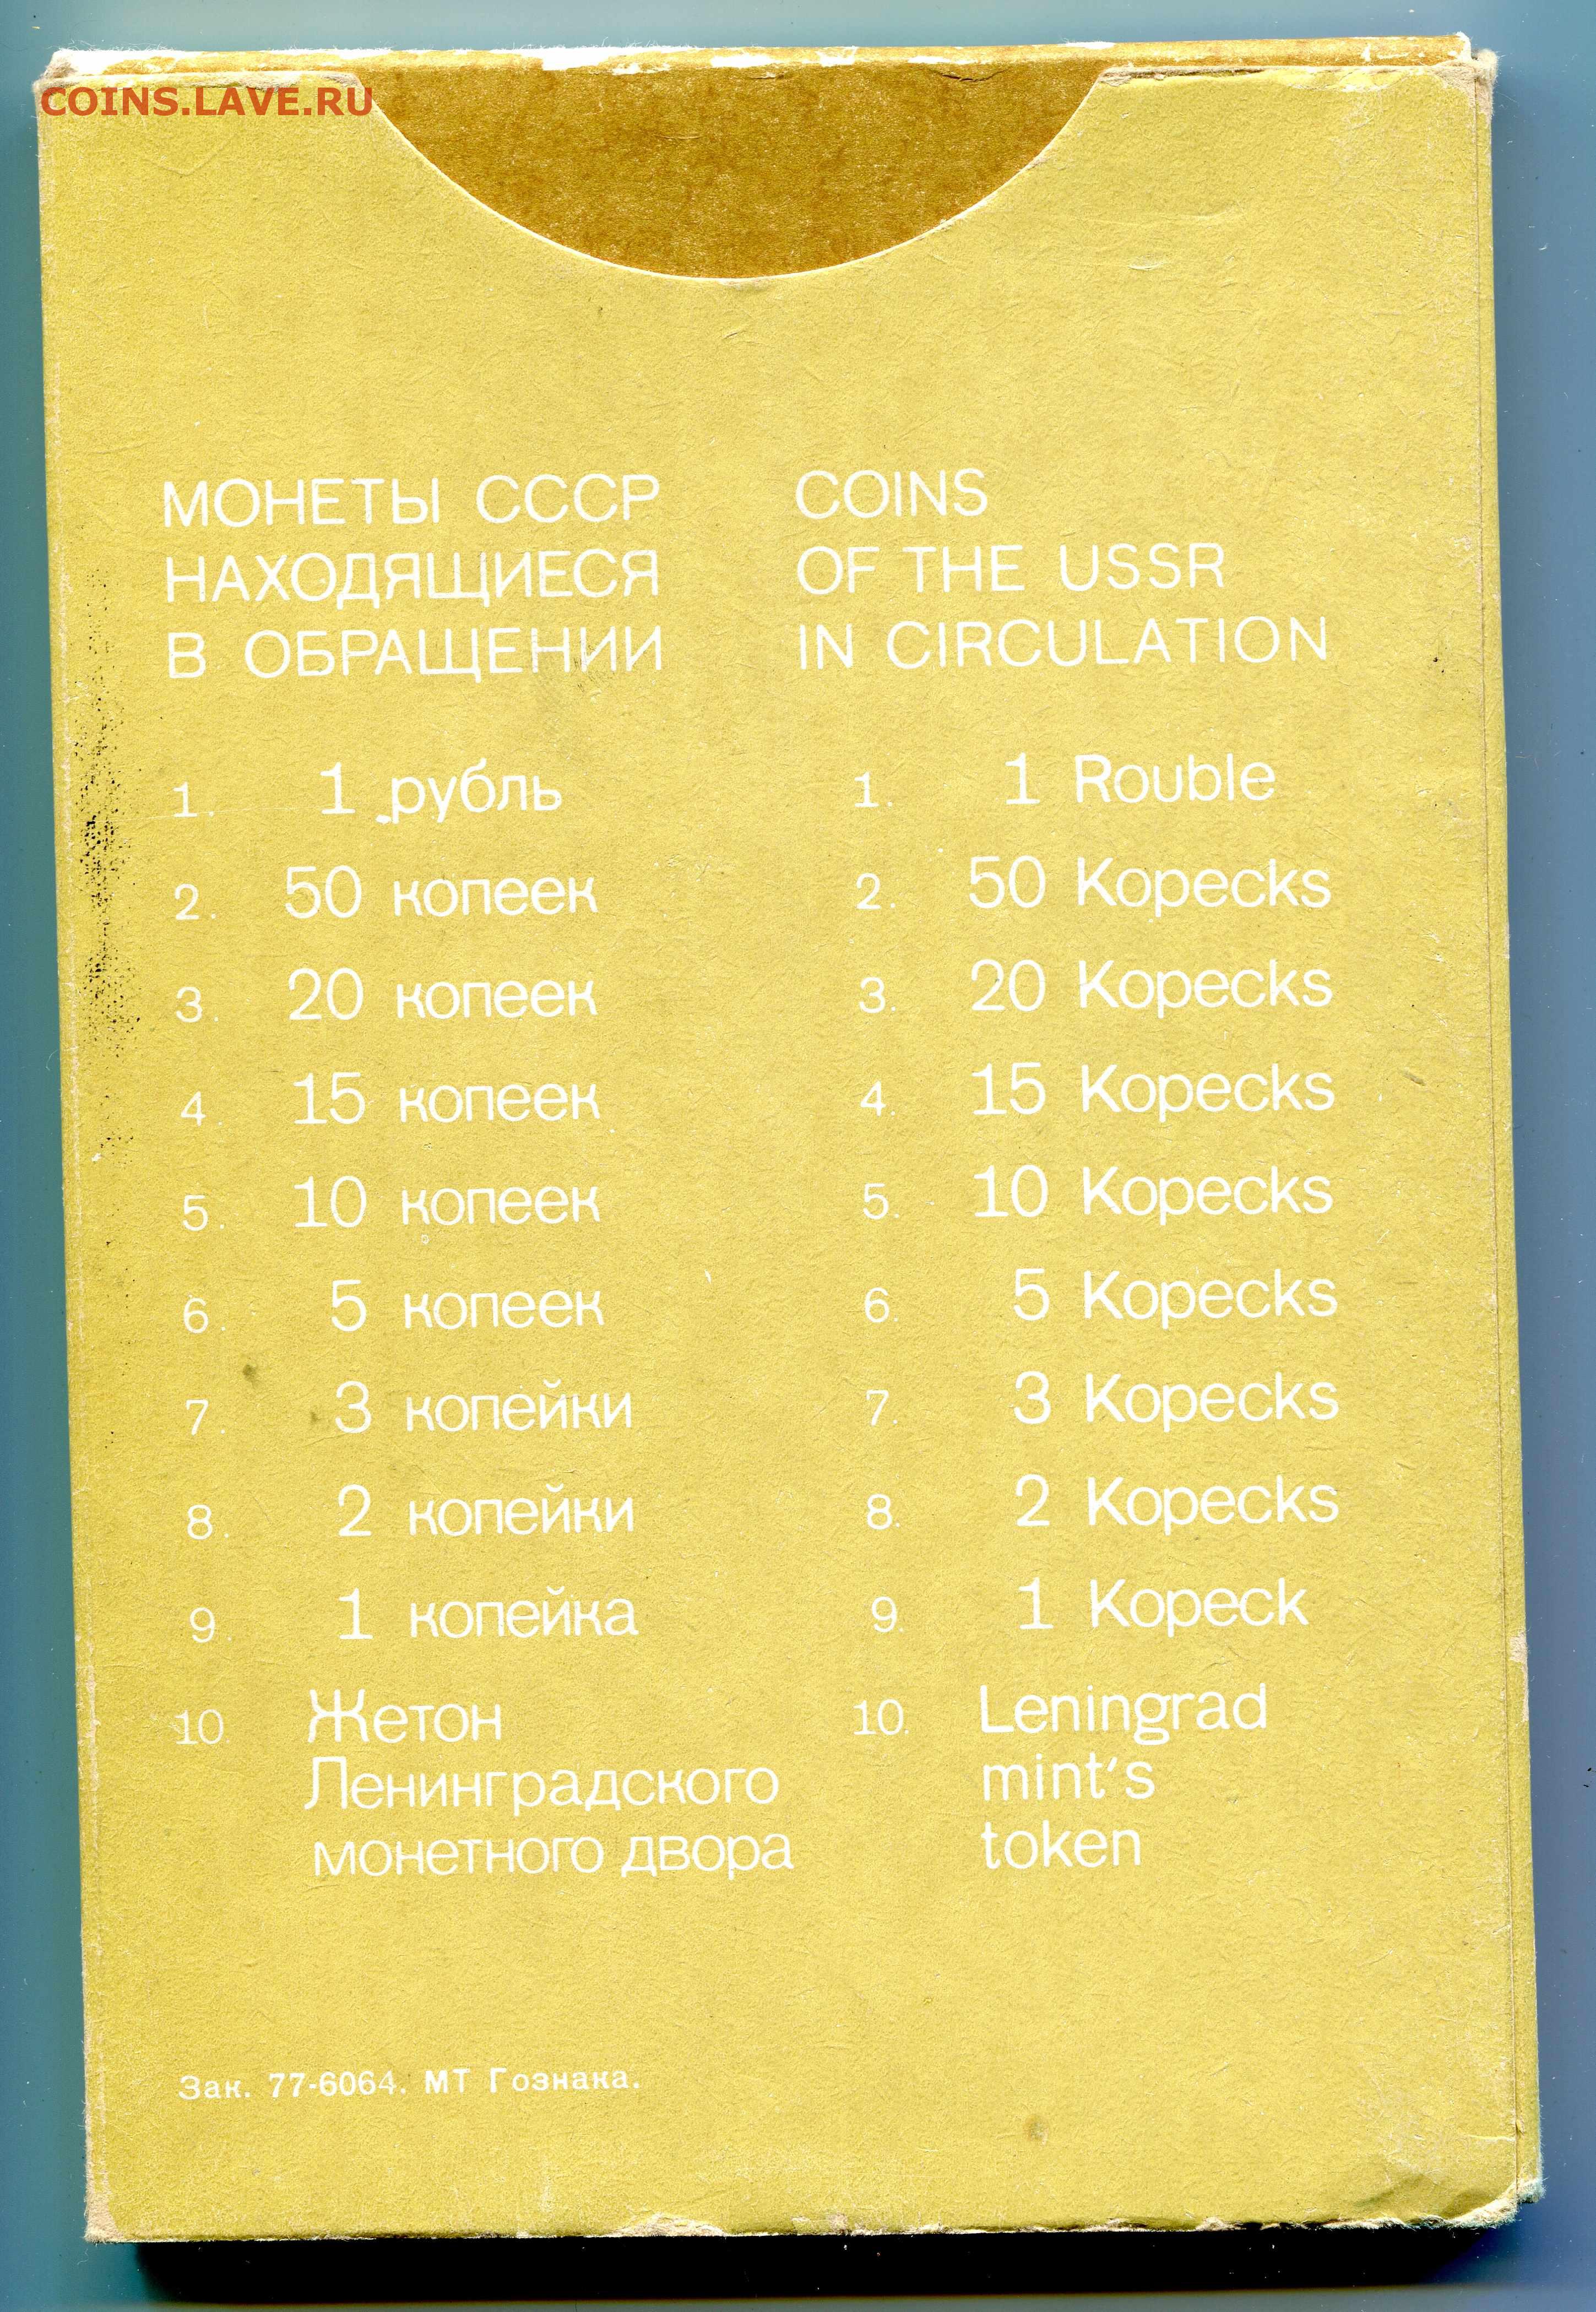 COINS.LAVE.RU
МОНЕТЫ СССР
НАХОДЯЩИЕСЯ
В ОБРАЩЕНИИ
1. 1 рубль
2. 50 копеек
3. 20 копеек
4. 15 копеек
5. 10 копеек
6. 5 копеек
7. 3 копейки
8. 2 копейки
9. 1 копейка
10. Жетон
Ленинградского
монетного двора
COINS
OF THE USSR
IN CIRCULATION
1. 1 Rouble
2. 50 Kopecks
3. 20 Kopecks
4. 15 Kopecks
5. 10 Kopecks
6. 5 Kopecks
7. 3 Kopecks
8. 2 Kopecks
9. 1 Kopeck
10. Leningrad
mint's
token
Зак. 77-6064. МТ Гознака.